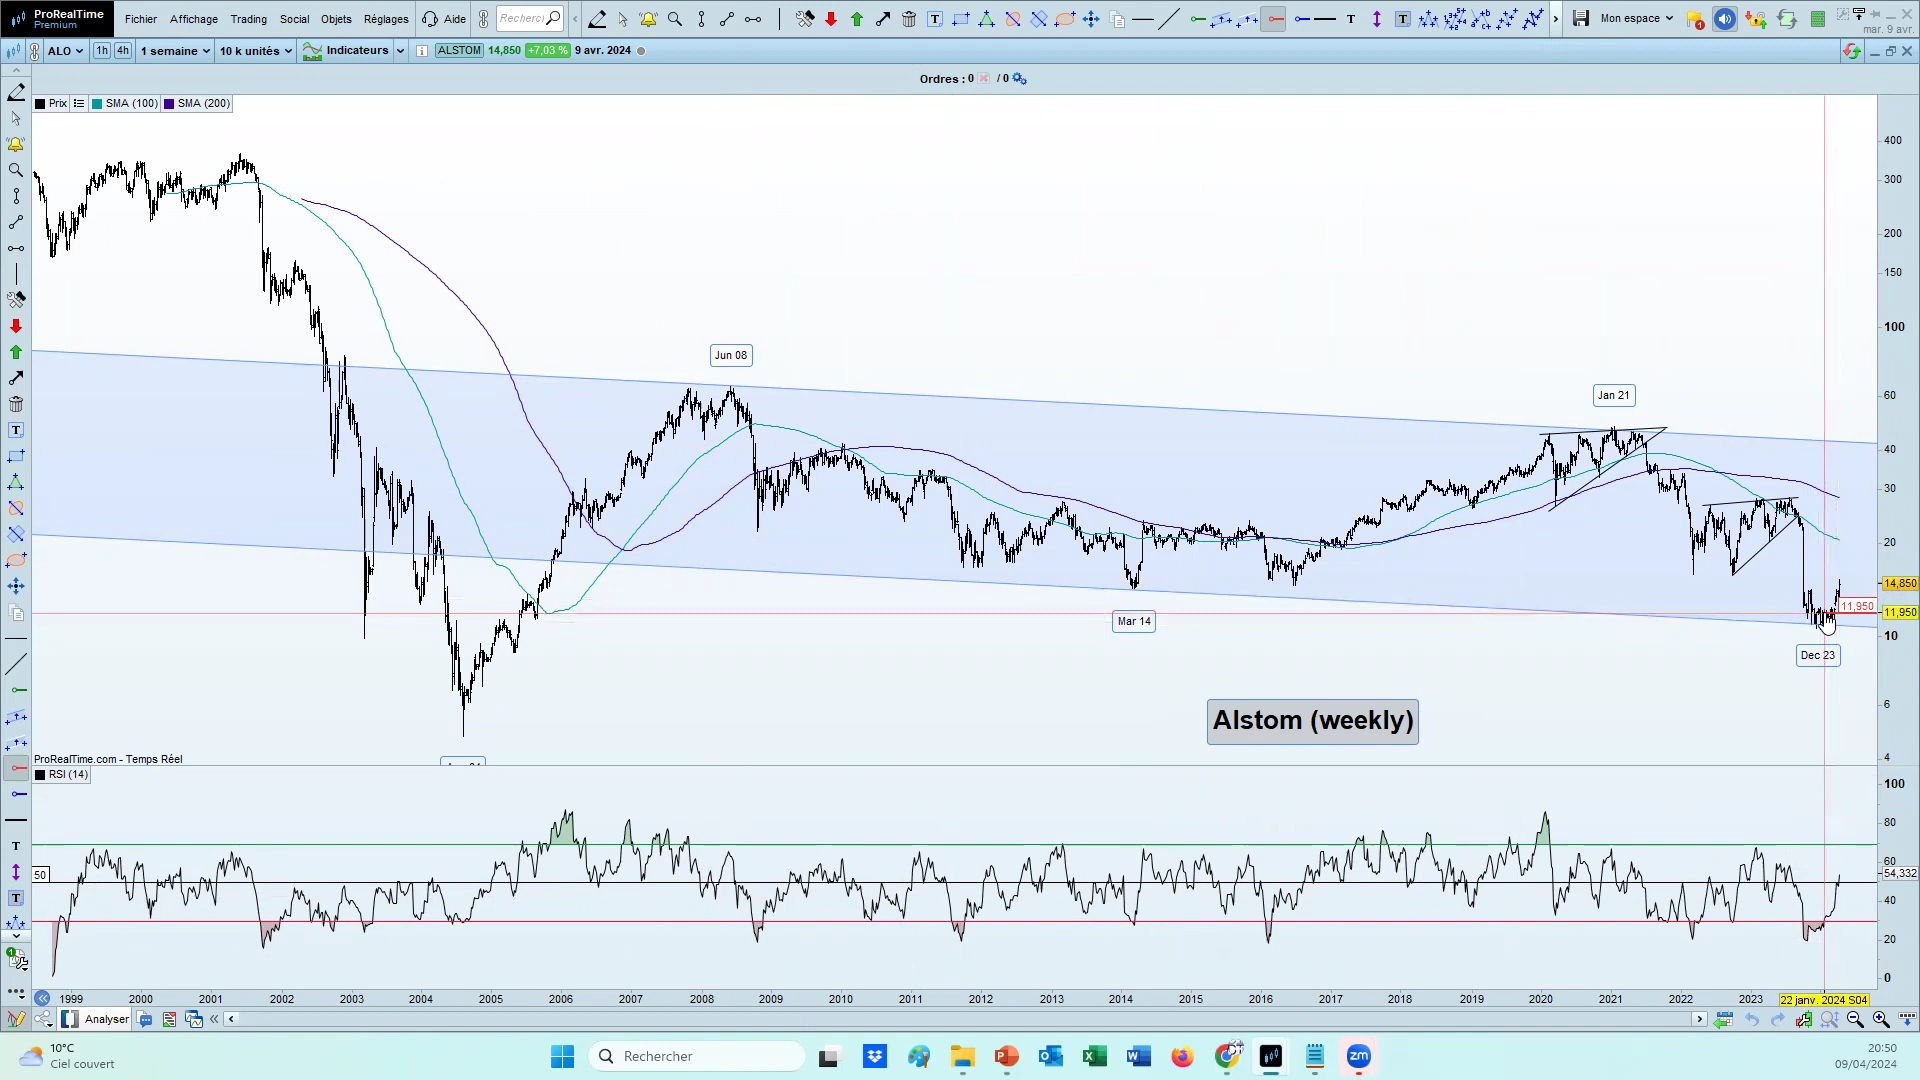 ProRealTime
Premium
Fichier Affichage Trading Social Objets Réglages Aide
Mon espace
mar. 9 avr.
ALO 1h 4h 1 semaine 10 k unités Indicateurs ALSTOM 14,850 +7,03 % 9 avr. 2024
Ordres : 0 / 0
Prix SMA (100) SMA (200)
400
300
200
150
100
Jun 08
Jan 21
60
40
30
20
14,850
11,950
11,950
10
Mar 14
Dec 23
6
Alstom (weekly)
4
ProRealTime.com - Temps Réel
RSI (14)
100
80
60
50
54,332
40
20
0
1999 2000 2001 2002 2003 2004 2005 2006 2007 2008 2009 2010 2011 2012 2013 2014 2015 2016 2017 2018 2019 2020 2021 2022 2023 22 janv. 2024 S04
Analyser
10°C
Ciel couvert
Rechercher
20:50
09/04/2024